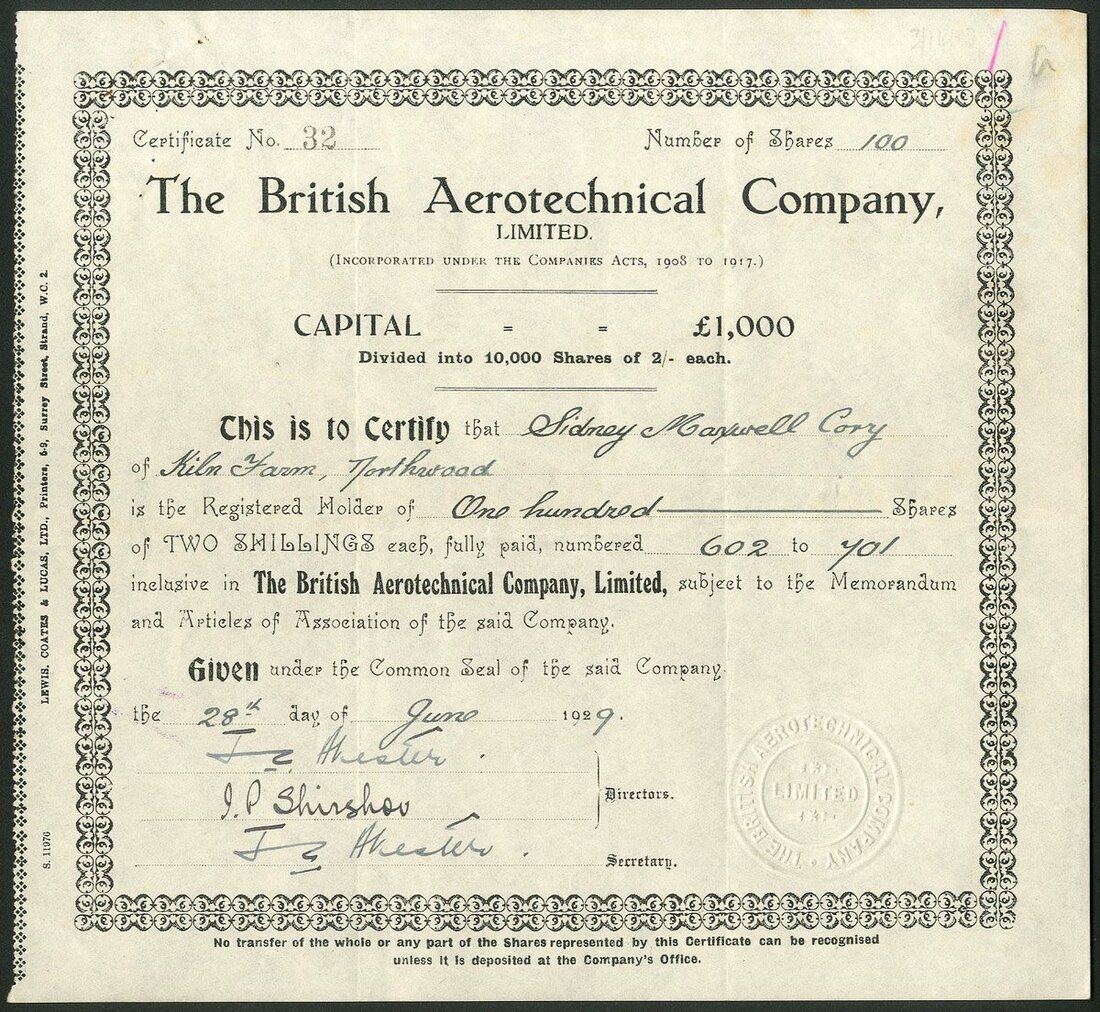 Certificate No. 32 Number of Shares 100
The British Aerotechnical Company,
LIMITED.
(INCORPORATED UNDER THE COMPANIES ACTS, 1908 TO 1917.)
CAPITAL = = £1,000
Divided into 10,000 Shares of 2/- each.
This is to Certify that Sidney Maxwell Cory
of Kiln Farm, Northwood
is the Registered Holder of One hundred Shares
of TWO SHILLINGS each, fully paid, numbered 602 to 701
inclusive in The British Aerotechnical Company, Limited, subject to the Memorandum
and Articles of Association of the said Company.
Given under the Common Seal of the said Company.
the 28th day of June 1929.
I. P. Shirshov
Directors.
Secretary.
THE BRITISH AEROTECHNICAL COMPANY
LIMITED
No transfer of the whole or any part of the Shares represented by this Certificate can be recognised
unless it is deposited at the Company's Office.
LEWIS, COATES & LUCAS, LTD., Printers, 5-9, Surrey Street, Strand, W.C. 2.
S. 11976